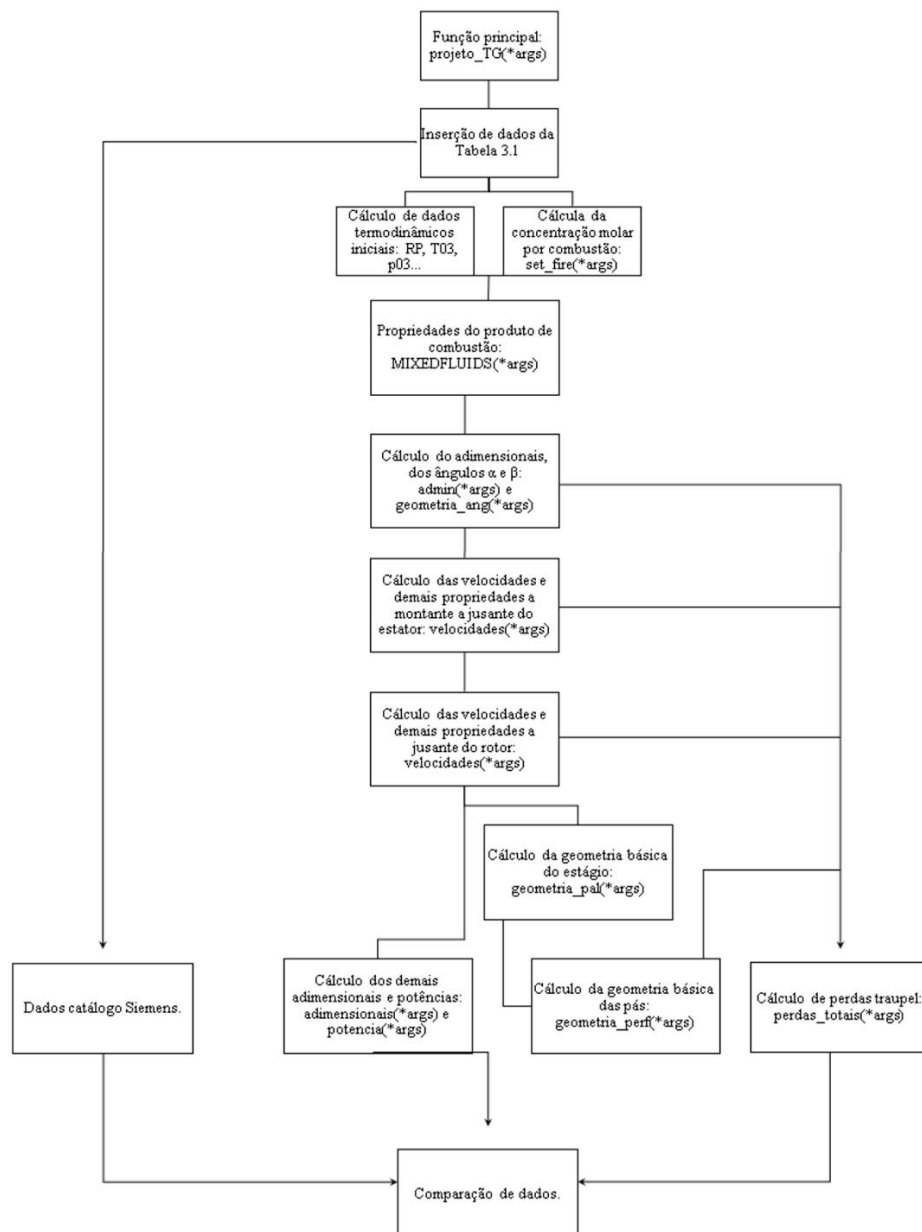 Função principal:
projeto_TG(*args)
Inserção de dados da
Tabela 3.1
Cálculo de dados
termodinâmicos
iniciais: RP, T03,
p03...
Cálcula da
concentração molar
por combustão:
set_fire(*args)
Propriedades do produto de
combustão:
MIXEDFLUIDS(*args)
Cálculo do adimensionais,
dos ângulos α e β:
admin(*args) e
geometria_ang(*args)
Cálculo das velocidades e
demais propriedades a
montante a jusante do
estator: velocidades(*args)
Cálculo das velocidades e
demais propriedades a
jusante do rotor:
velocidades(*args)
Cálculo da geometria básica
do estágio:
geometria_pal(*args)
Dados catálogo Siemens.
Cálculo dos demais
adimensionais e potências:
adimensionais(*args) e
potencia(*args)
Cálculo da geometria básica
das pás:
geometria_perf(*args)
Cálculo de perdas traupel:
perdas_totais(*args)
Comparação de dados.